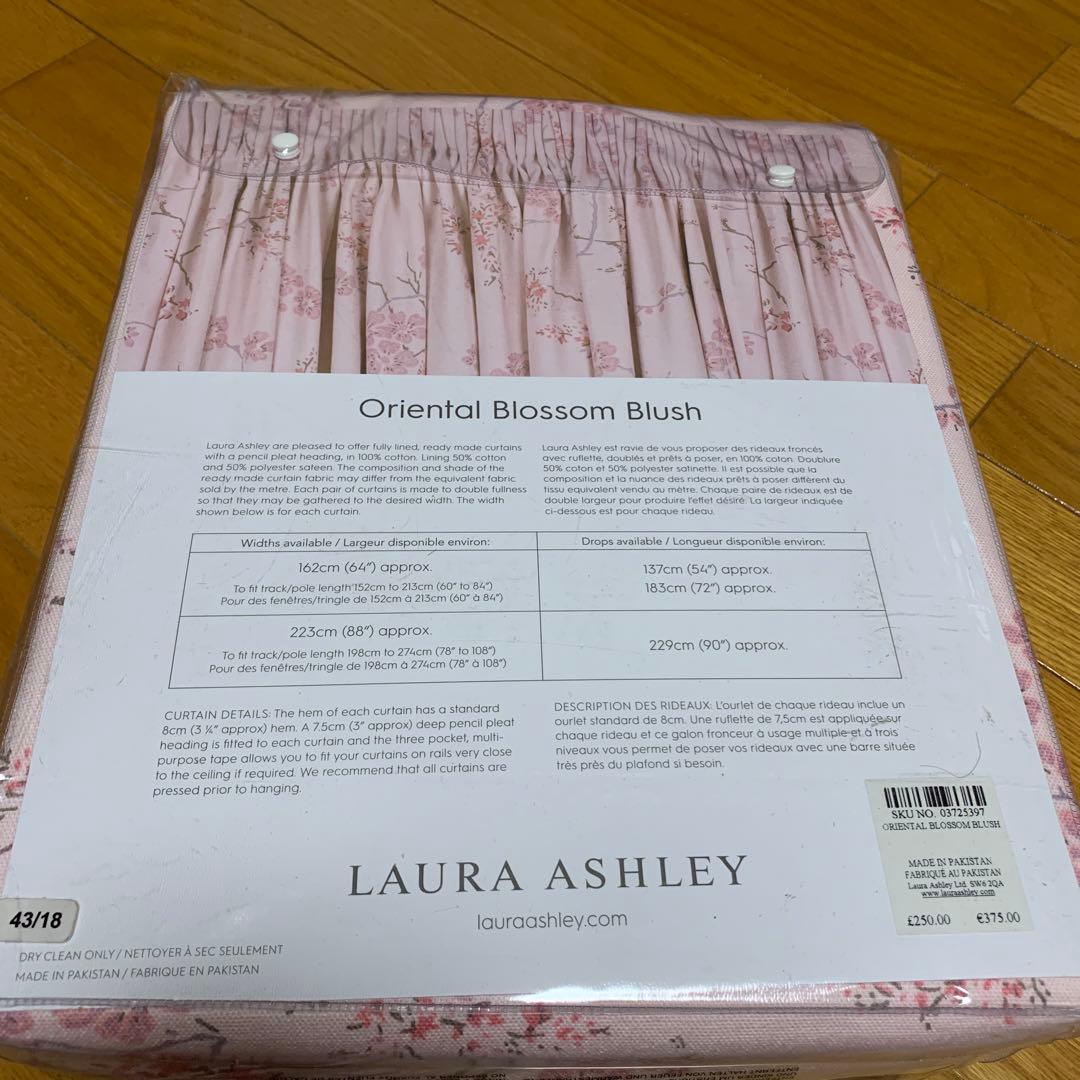 Oriental Blossom Blush
Laura Ashley are pleased to offer fully lined, ready made curtains
with a pencil pleat heading, in 100% cotton. Lining 50% cotton
and 50% polyester sateen. The composition and shade of the
ready made curtain fabric may differ from the equivalent fabric
sold by the metre. Each pair of curtains is made to double fullness
so that they may be gathered to the desired width. The width
shown below is for each curtain.
Laura Ashley est ravie de vous proposer des rideaux froncés
avec ruflette, doublés et prêts à poser, en 100% coton. Doublure
50% coton et 50% polyester satinette. Il est possible que la
composition et la nuance des rideaux prêts à poser diffèrent du
tissu equivalent vendu au mètre. Chaque paire de rideaux est de
double largeur pour produire l'effet désiré. La largeur indiquée
ci-dessous est pour chaque rideau.
Widths available / Largeur disponible environ:
Drops available / Longueur disponible environ:
162cm (64") approx.
To fit track/pole length 152cm to 213cm (60" to 84")
Pour des fenêtres/tringle de 152cm à 213cm (60" à 84")
137cm (54") approx.
183cm (72") approx.
223cm (88") approx.
To fit track/pole length 198cm to 274cm (78" to 108")
Pour des fenêtres/tringle de 198cm à 274cm (78" à 108")
229cm (90") approx.
CURTAIN DETAILS: The hem of each curtain has a standard
8cm (3 ¼" approx) hem. A 7.5cm (3" approx) deep pencil pleat
heading is fitted to each curtain and the three pocket, multi-
purpose tape allows you to fit your curtains on rails very close
to the ceiling if required. We recommend that all curtains are
pressed prior to hanging.
DESCRIPTION DES RIDEAUX: L'ourlet de chaque rideau inclue un
ourlet standard de 8cm. Une ruflette de 7,5cm est appliquée sur
chaque rideau et ce galon fronceur à usage multiple et à trois
niveaux vous permet de poser vos rideaux avec une barre située
très près du plafond si besoin.
SKU NO. 03725397
ORIENTAL BLOSSOM BLUSH
MADE IN PAKISTAN
FABRIQUÉ AU PAKISTAN
Laura Ashley Ltd. SW6 2QA
www.lauraashley.com
£250.00 €375.00
LAURA ASHLEY
lauraashley.com
43/18
DRY CLEAN ONLY / NETTOYER À SEC SEULEMENT
MADE IN PAKISTAN / FABRIQUE EN PAKISTAN